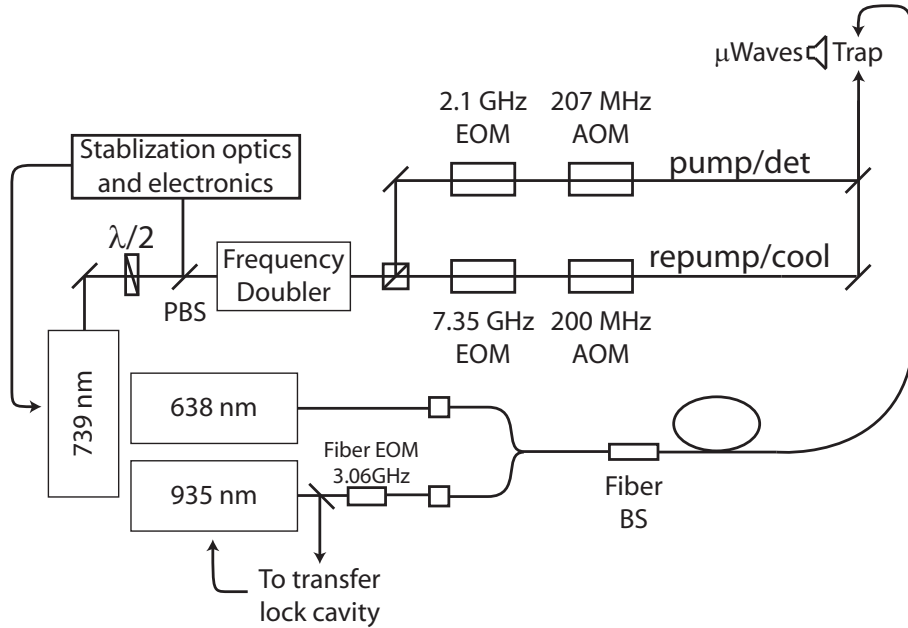 μWaves Trap
2.1 GHz
EOM
207 MHz
AOM
Stablization optics
and electronics
pump/det
λ/2
Frequency
Doubler
repump/cool
PBS
7.35 GHz
EOM
200 MHz
AOM
739 nm
638 nm
Fiber EOM
3.06GHz
935 nm
Fiber
BS
To transfer
lock cavity